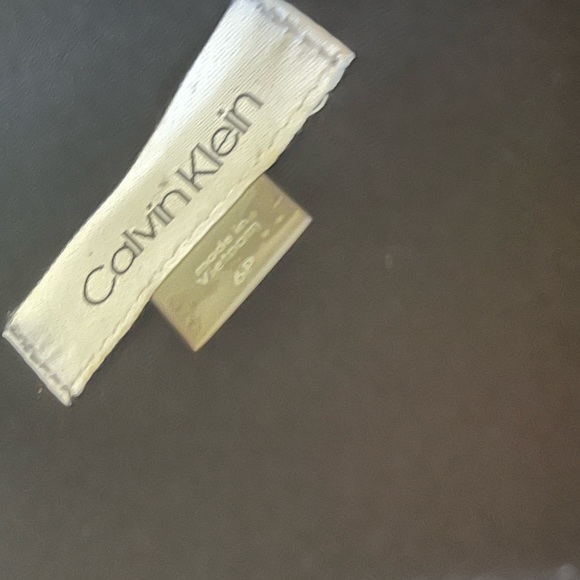 Calvin Klein
made in
Vietnam
6P